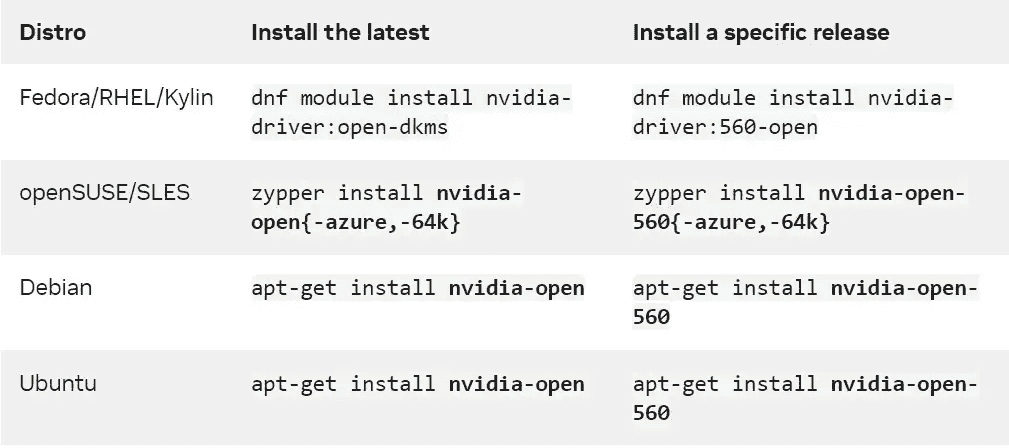 Distro Install the latest Install a specific release
Fedora/RHEL/Kylin dnf module install nvidia- dnf module install nvidia-
driver:open-dkms driver:560-open
openSUSE/SLES zypper install nvidia- zypper install nvidia-open-
open{-azure,-64k} 560{-azure,-64k}
Debian apt-get install nvidia-open apt-get install nvidia-open-
560
Ubuntu apt-get install nvidia-open apt-get install nvidia-open-
560